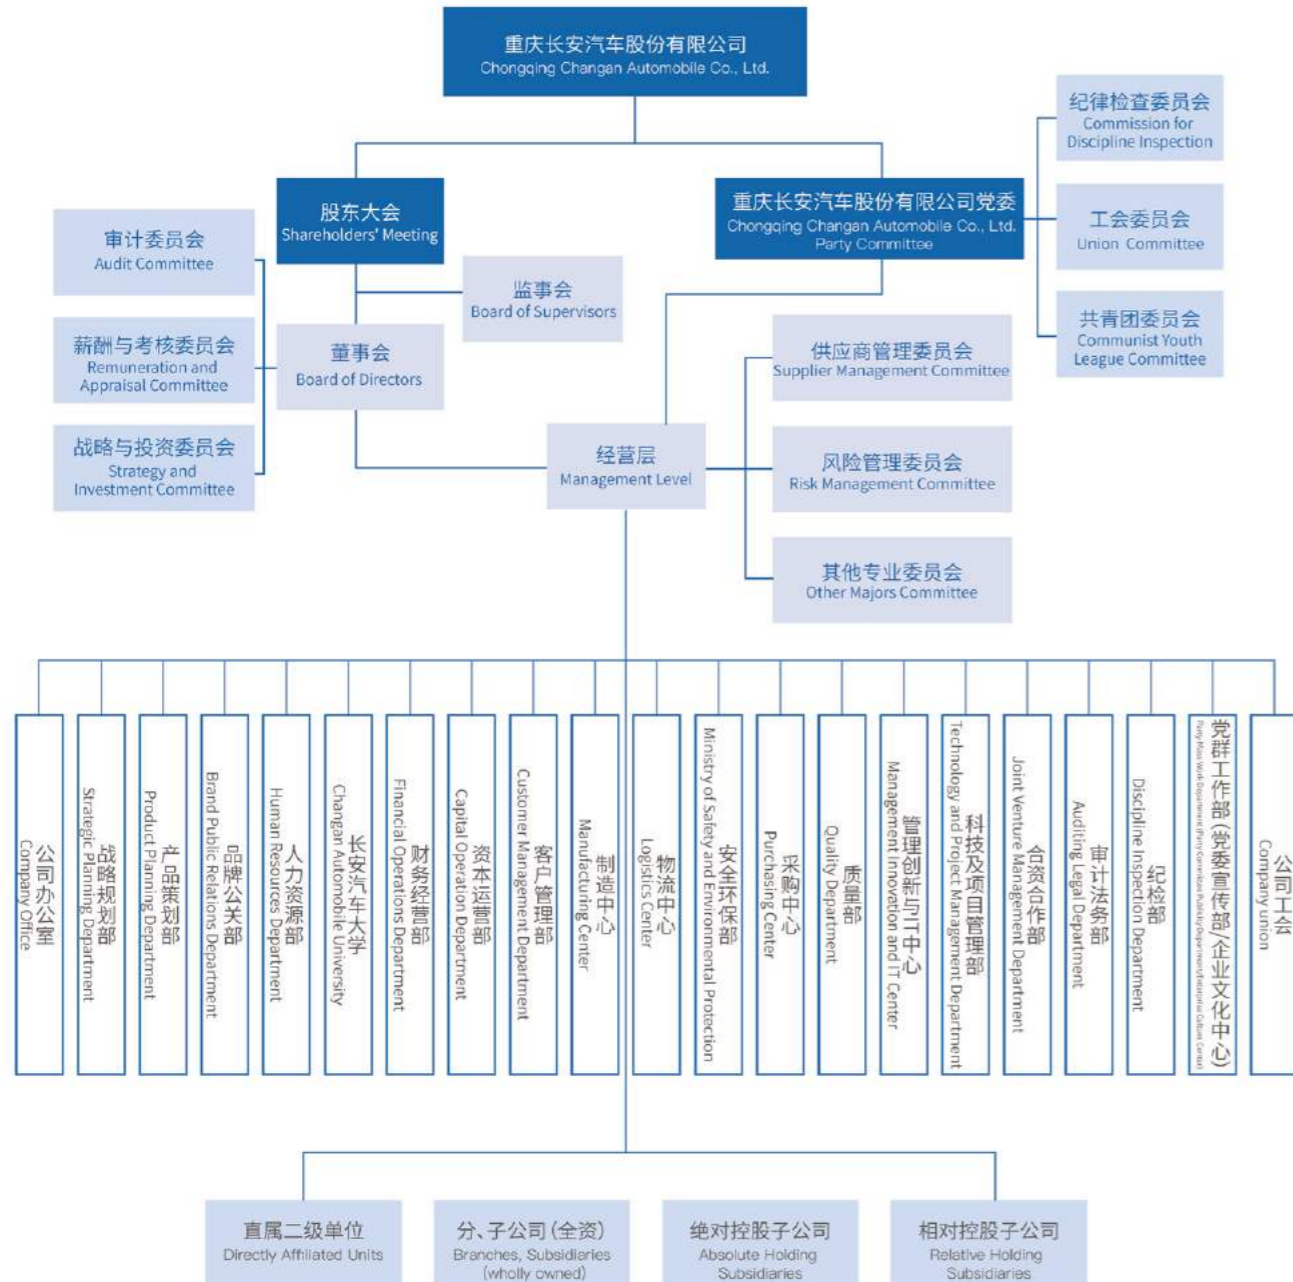 重庆长安汽车股份有限公司
Chongqing Changan Automobile Co., Ltd.
纪律检查委员会
Commission for
Discipline Inspection
股东大会
Shareholders' Meeting
重庆长安汽车股份有限公司党委
Chongqing Changan Automobile Co., Ltd.
Party Committee
工会委员会
Union Committee
审计委员会
Audit Committee
监事会
Board of Supervisors
共青团委员会
Communist Youth
League Committee
薪酬与考核委员会
Remuneration and
Appraisal Committee
董事会
Board of Directors
供应商管理委员会
Supplier Management Committee
战略与投资委员会
Strategy and
Investment Committee
经营层
Management Level
风险管理委员会
Risk Management Committee
其他专业委员会
Other Majors Committee
公司办公室
Company Office
战略规划部
Strategic Planning Department
产品策划部
Product Planning Department
品牌公关部
Brand Public Relations Department
人力资源部
Human Resources Department
长安汽车大学
Changan Automobile University
财务经营部
Financial Operations Department
资本运营部
Capital Operation Department
客户管理部
Customer Management Department
制造中心
Manufacturing Center
物流中心
Logistics Center
安全环保部
Ministry of Safety and Environmental Protection
采购中心
Purchasing Center
质量部
Quality Department
管理创新与IT中心
Management innovation and IT Center
科技及项目管理部
Technology and Project Management Department
合资合作部
Joint Venture Management Department
审计法务部
Auditing Legal Department
纪检部
Discipline Inspection Department
党群工作部(党委宣传部/企业文化中心)
Party Mass Work Department (Party Committee Publicity Department/Enterprise Culture Center)
公司工会
Company union
直属二级单位
Directly Affiliated Units
分、子公司(全资)
Branches, Subsidiaries
(wholly owned)
绝对控股子公司
Absolute Holding
Subsidiaries
相对控股子公司
Relative Holding
Subsidiaries